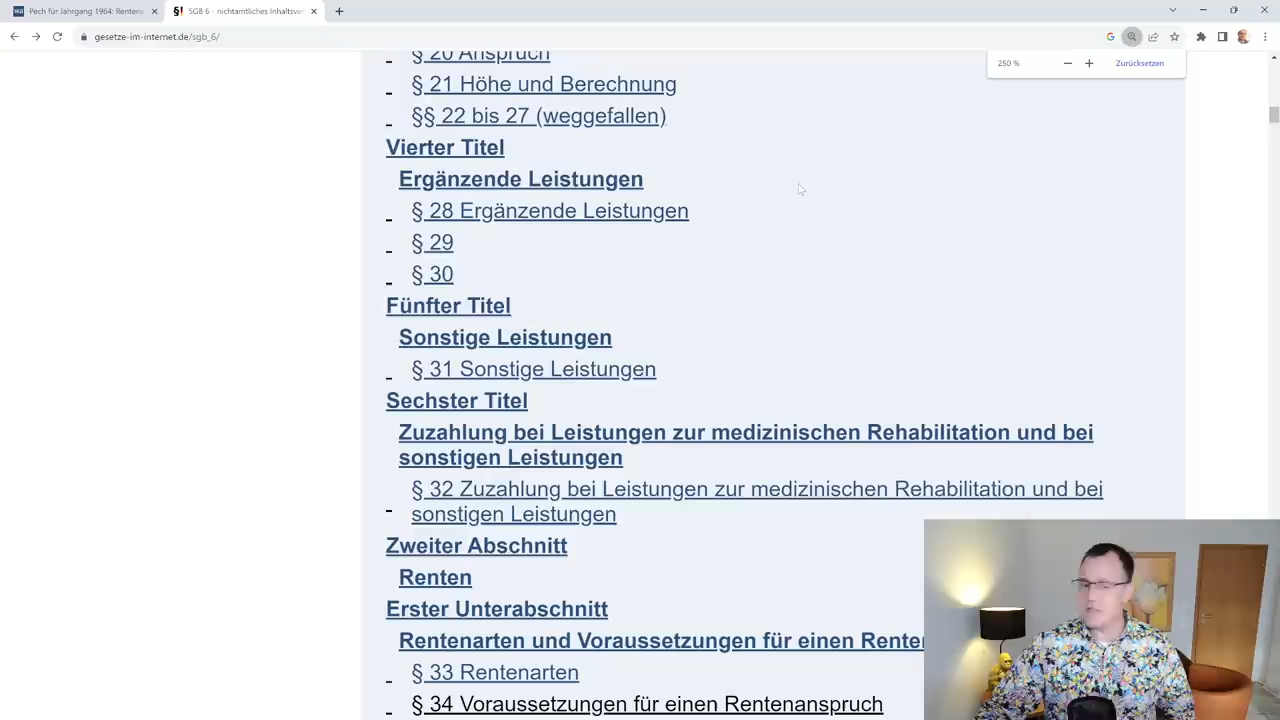 Pech für Jahrgang 1964: Rentene
SGB 6 - nichtamtliches Inhaltsver
gesetze-im-internet.de/sgb_6/
250 %
Zurücksetzen
§ 20 Anspruch
§ 21 Höhe und Berechnung
§§ 22 bis 27 (weggefallen)
Vierter Titel
Ergänzende Leistungen
§ 28 Ergänzende Leistungen
§ 29
§ 30
Fünfter Titel
Sonstige Leistungen
§ 31 Sonstige Leistungen
Sechster Titel
Zuzahlung bei Leistungen zur medizinischen Rehabilitation und bei
sonstigen Leistungen
§ 32 Zuzahlung bei Leistungen zur medizinischen Rehabilitation und bei
sonstigen Leistungen
Zweiter Abschnitt
Renten
Erster Unterabschnitt
Rentenarten und Voraussetzungen für einen Renten
§ 33 Rentenarten
§ 34 Voraussetzungen für einen Rentenanspruch